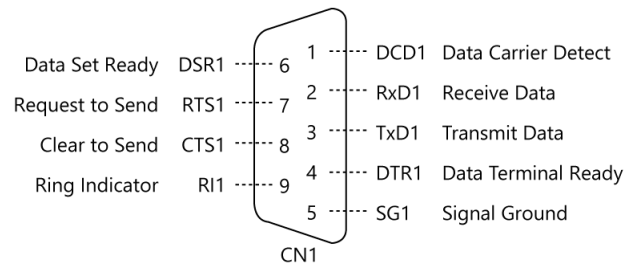 1 DCD1 Data Carrier Detect
Data Set Ready DSR1 6
2 RxD1 Receive Data
Request to Send RTS1 7
3 TxD1 Transmit Data
Clear to Send CTS1 8
4 DTR1 Data Terminal Ready
Ring Indicator RI1 9
5 SG1 Signal Ground
CN1